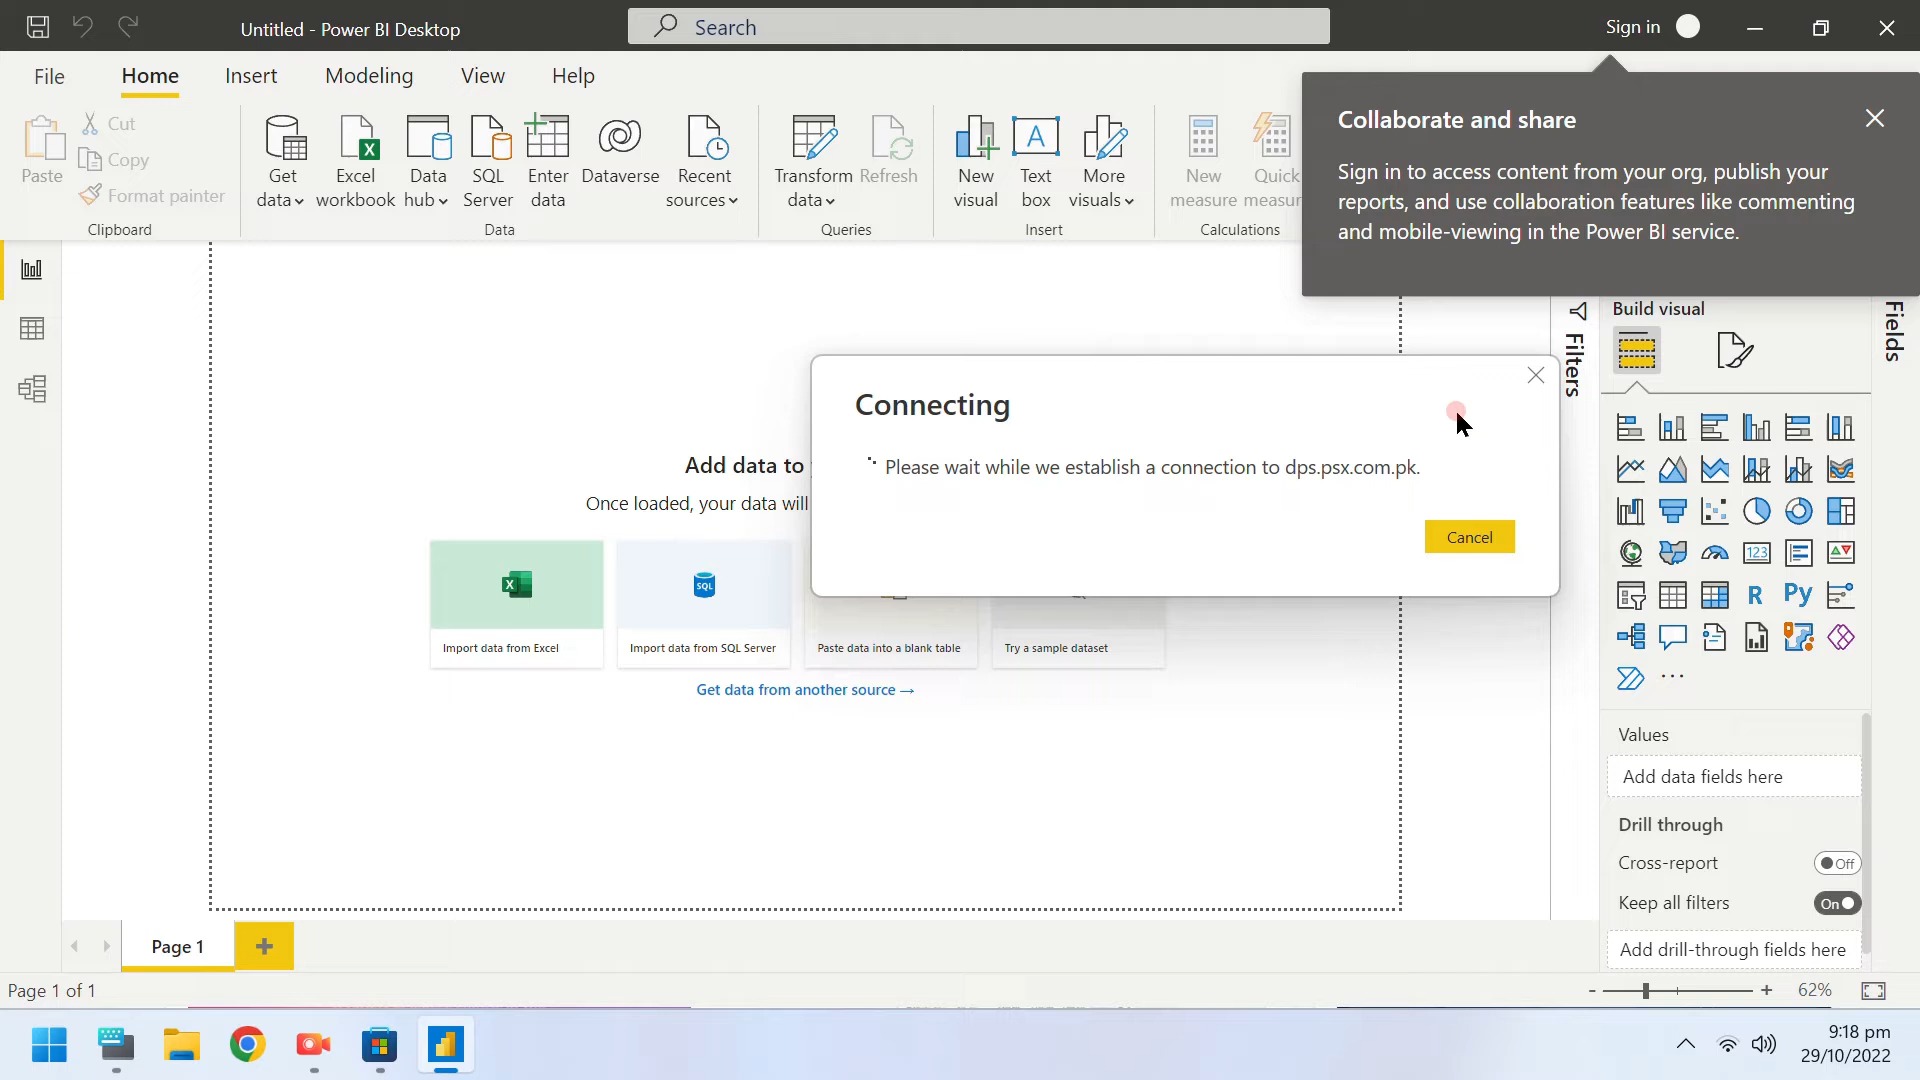 Untitled - Power BI Desktop
Search
Sign in
File
Home
Insert
Modeling
View
Help
Paste
Cut
Copy
Format painter
Clipboard
Get data
Excel workbook
Data hub
SQL Server
Enter data
Dataverse
Recent sources
Data
Transform data
Refresh
Queries
New visual
Text box
More visuals
Insert
New measure
Quick
Calculations
Collaborate and share
Sign in to access content from your org, publish your
reports, and use collaboration features like commenting
and mobile-viewing in the Power BI service.
Filters
Build visual
Fields
Connecting
Please wait while we establish a connection to dps.psx.com.pk.
Cancel
Add data to
Once loaded, your data will
X
SQL
Import data from Excel
Import data from SQL Server
Paste data into a blank table
Try a sample dataset
Get data from another source →
123
R
Py
Values
Add data fields here
Drill through
Cross-report
Off
Keep all filters
On
Add drill-through fields here
Page 1
Page 1 of 1
62%
9:18 pm
29/10/2022